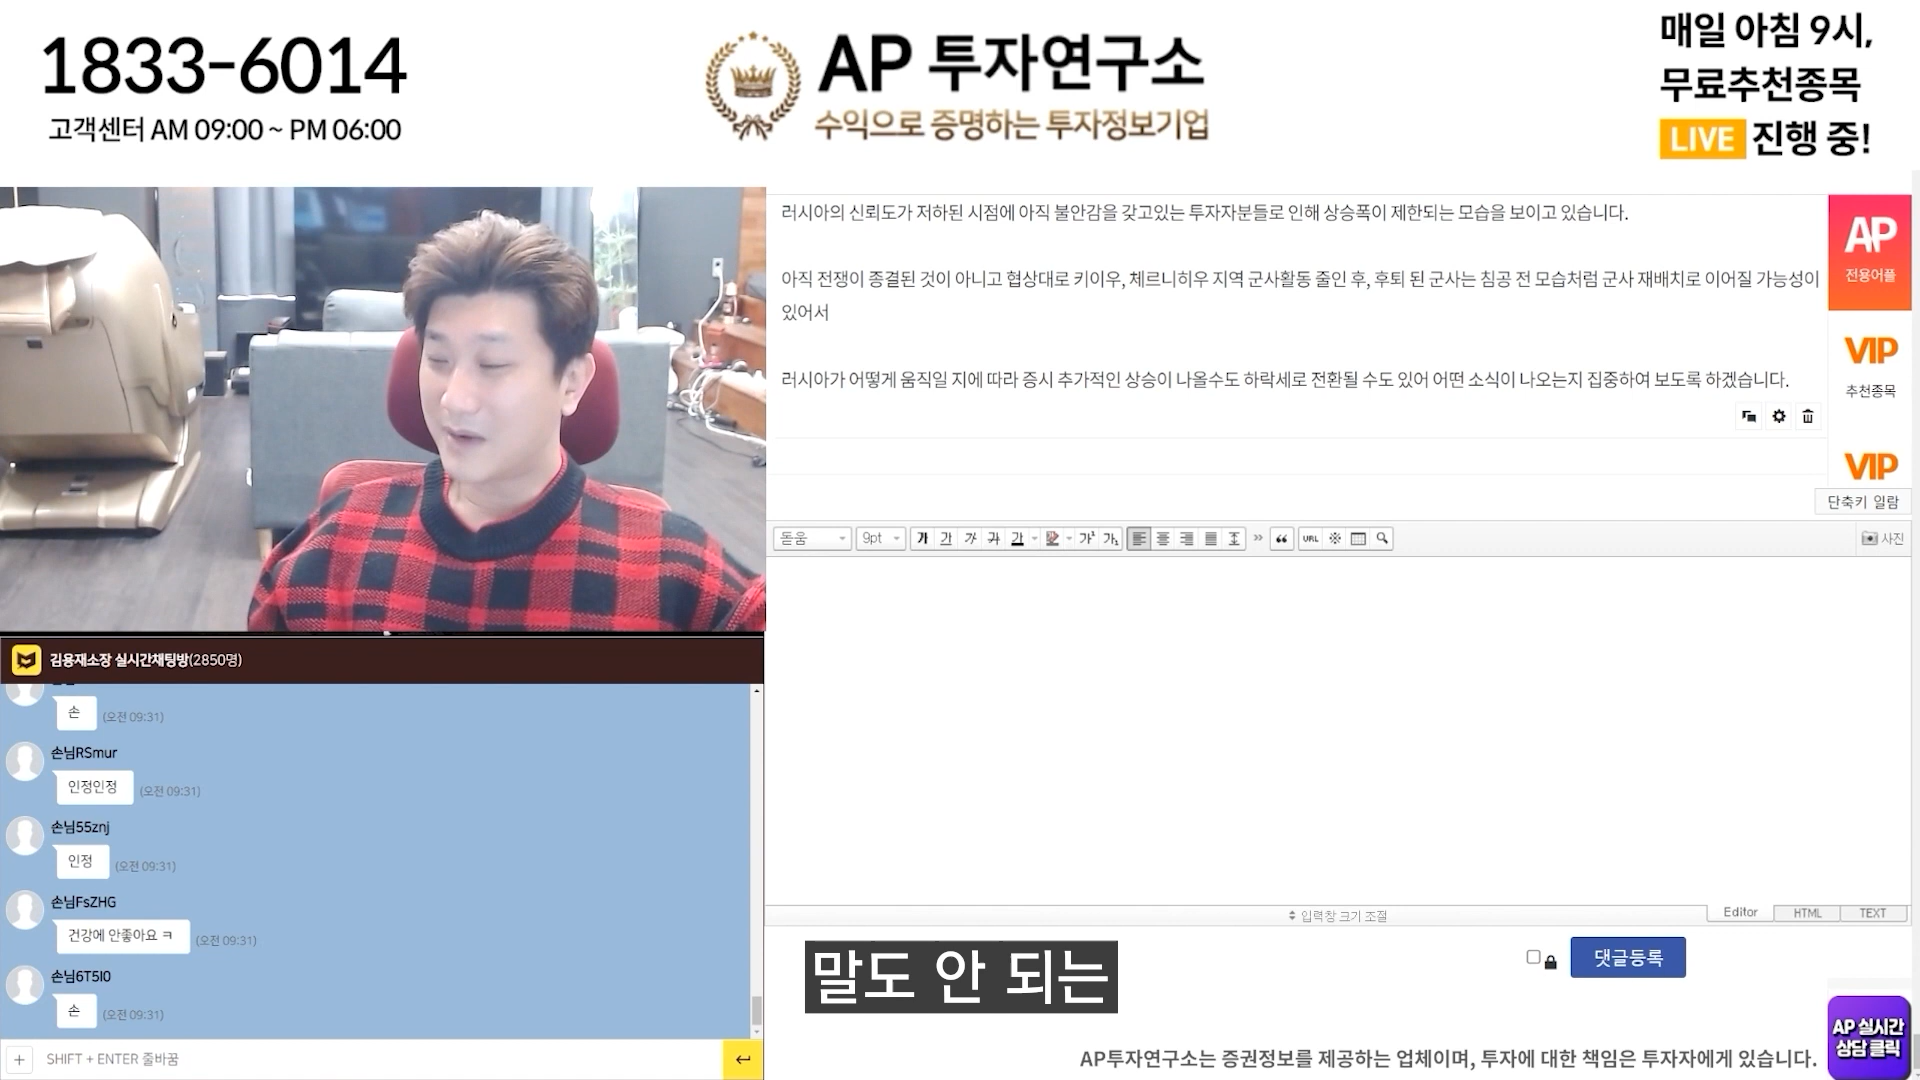 1833-6014
고객센터 AM 09:00 ~ PM 06:00
AP 투자연구소
수익으로 증명하는 투자정보기업
매일 아침 9시,
무료추천종목
LIVE 진행 중!
러시아의 신뢰도가 저하된 시점에 아직 불안감을 갖고있는 투자자분들로 인해 상승폭이 제한되는 모습을 보이고 있습니다.
아직 전쟁이 종결된 것이 아니고 협상대로 키이우, 체르니히우 지역 군사활동 줄인 후, 후퇴 된 군사는 침공 전 모습처럼 군사 재배치로 이어질 가능성이
있어서
러시아가 어떻게 움직일 지에 따라 증시 추가적인 상승이 나올수도 하락세로 전환될 수도 있어 어떤 소식이 나오는지 집중하여 보도록 하겠습니다.
AP
전용어플
VIP
추천종목
VIP
단축키 일람
돋움 9pt 가 가 가 가 가 가² 가₁ “ URL ※ 사진
김용재소장 실시간채팅방(2850명)
손 (오전 09:31)
손님RSmur
인정인정 (오전 09:31)
손님55znj
인정 (오전 09:31)
손님FsZHG
건강에 안좋아요 ㅋ (오전 09:31)
손님6T5I0
손 (오전 09:31)
+ SHIFT + ENTER 줄바꿈
입력창 크기 조절
Editor HTML TEXT
댓글등록
말도 안 되는
AP 실시간
상담 클릭
AP투자연구소는 증권정보를 제공하는 업체이며, 투자에 대한 책임은 투자자에게 있습니다.